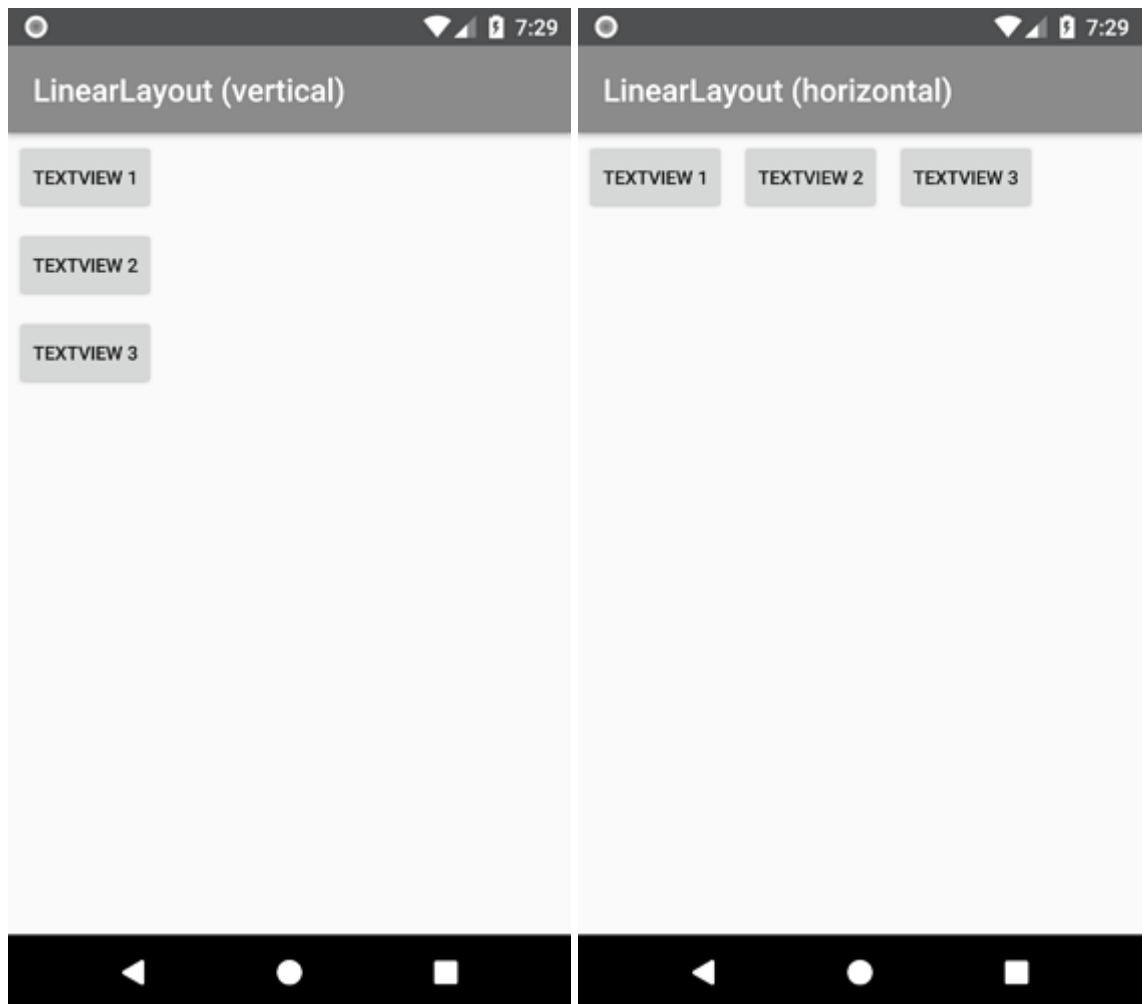 7:29
LinearLayout (vertical)
TEXTVIEW 1
TEXTVIEW 2
TEXTVIEW 3
7:29
LinearLayout (horizontal)
TEXTVIEW 1
TEXTVIEW 2
TEXTVIEW 3